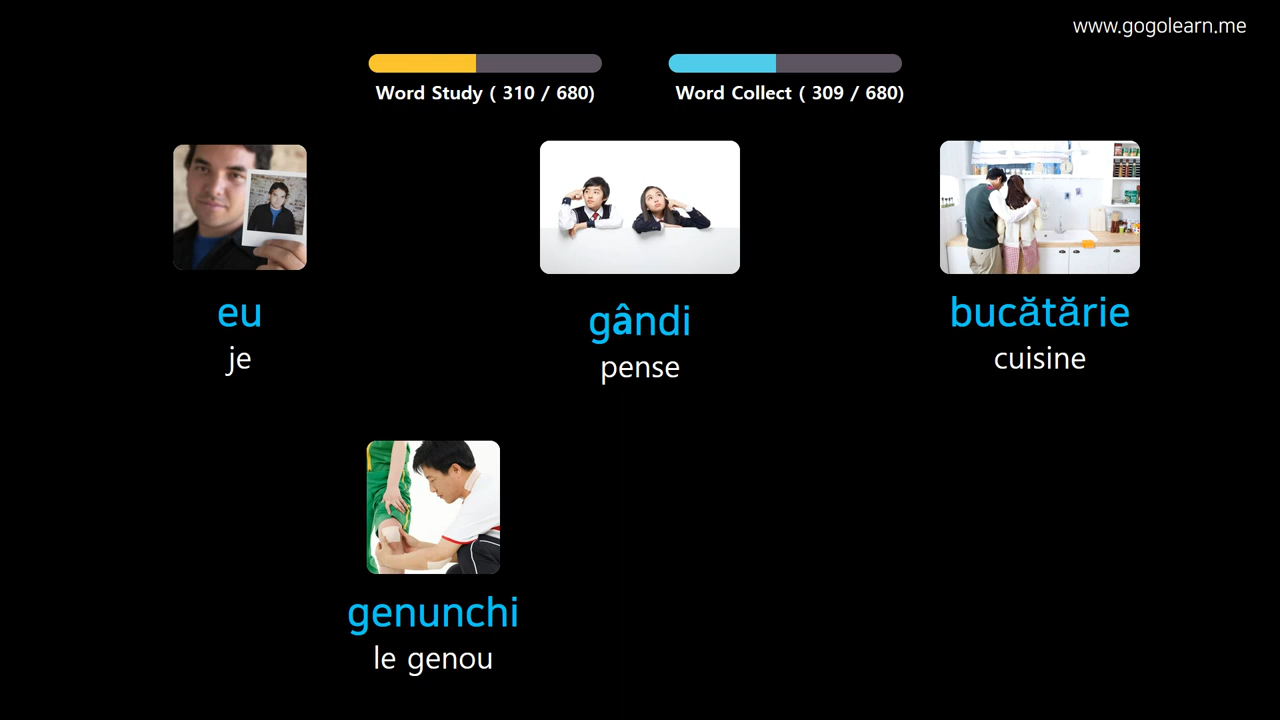 www.gogolearn.me
Word Study ( 310 / 680)
Word Collect ( 309 / 680)
eu
je
gândi
pense
bucătărie
cuisine
genunchi
le genou